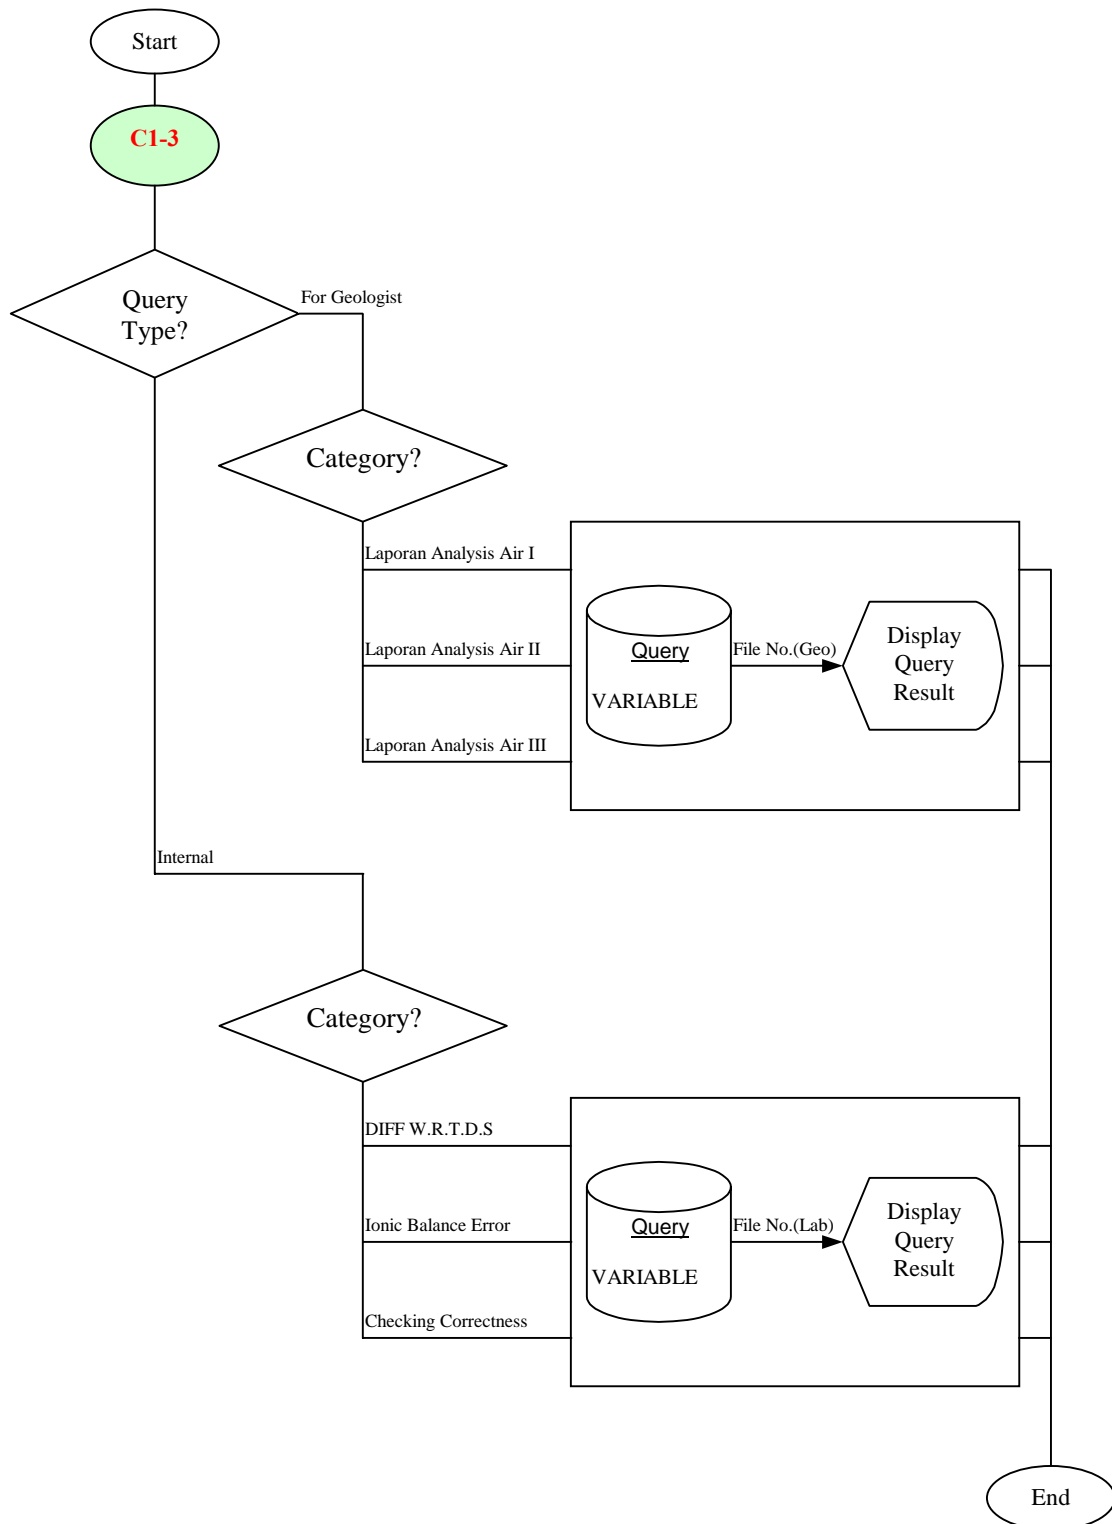 Start
C1-3
Query
Type?
For Geologist
Category?
Laporan Analysis Air I
Laporan Analysis Air II
Laporan Analysis Air III
Query
VARIABLE
File No.(Geo)
Display
Query
Result
Internal
Category?
DIFF W.R.T.D.S
Ionic Balance Error
Checking Correctness
Query
VARIABLE
File No.(Lab)
Display
Query
Result
End